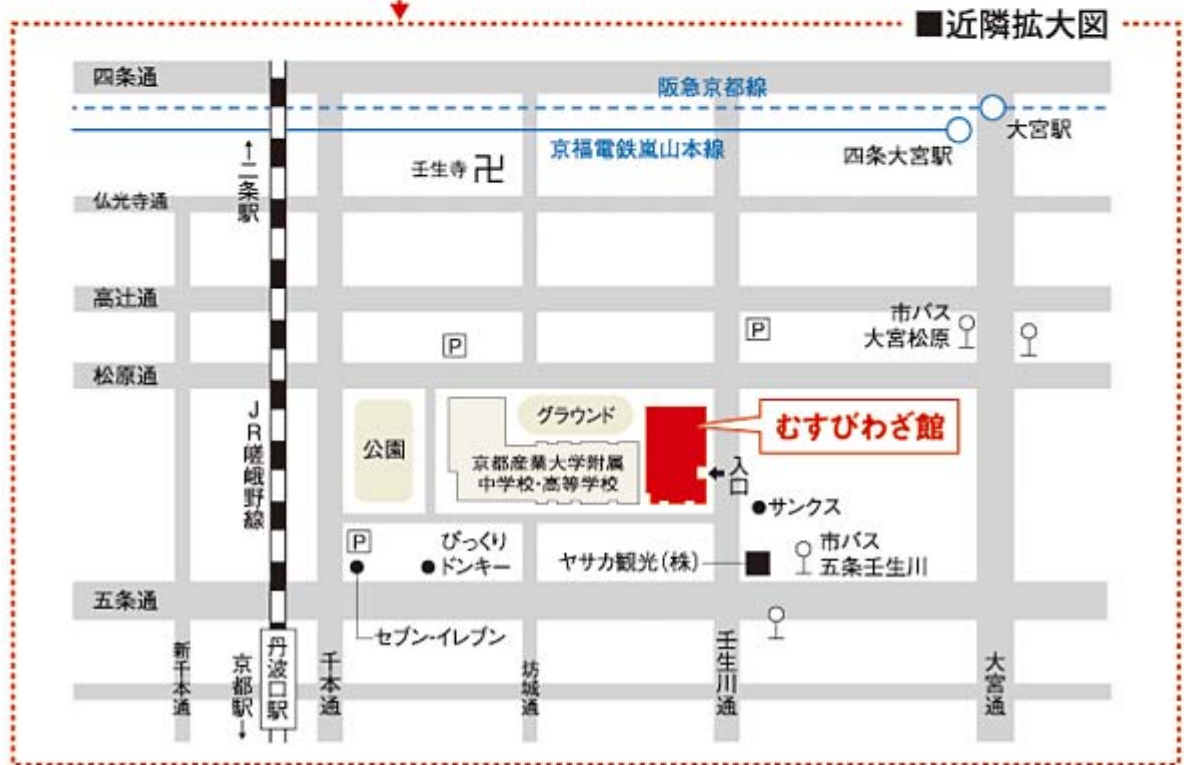 ■近隣拡大図
四条通
阪急京都線
大宮駅
京福電鉄嵐山本線
四条大宮駅
←二条駅
壬生寺卍
仏光寺通
高辻通
市バス
大宮松原
P
P
松原通
JR嵯峨野線
公園
グラウンド
京都産業大学附属
中学校・高等学校
むすびわざ館
入口
●サンクス
P
びっくり
●ドンキー
ヤサカ観光(株)
市バス
五条壬生川
五条通
セブン-イレブン
新千本通
京都駅→
丹波口駅
千本通
坊城通
壬生川通
大宮通